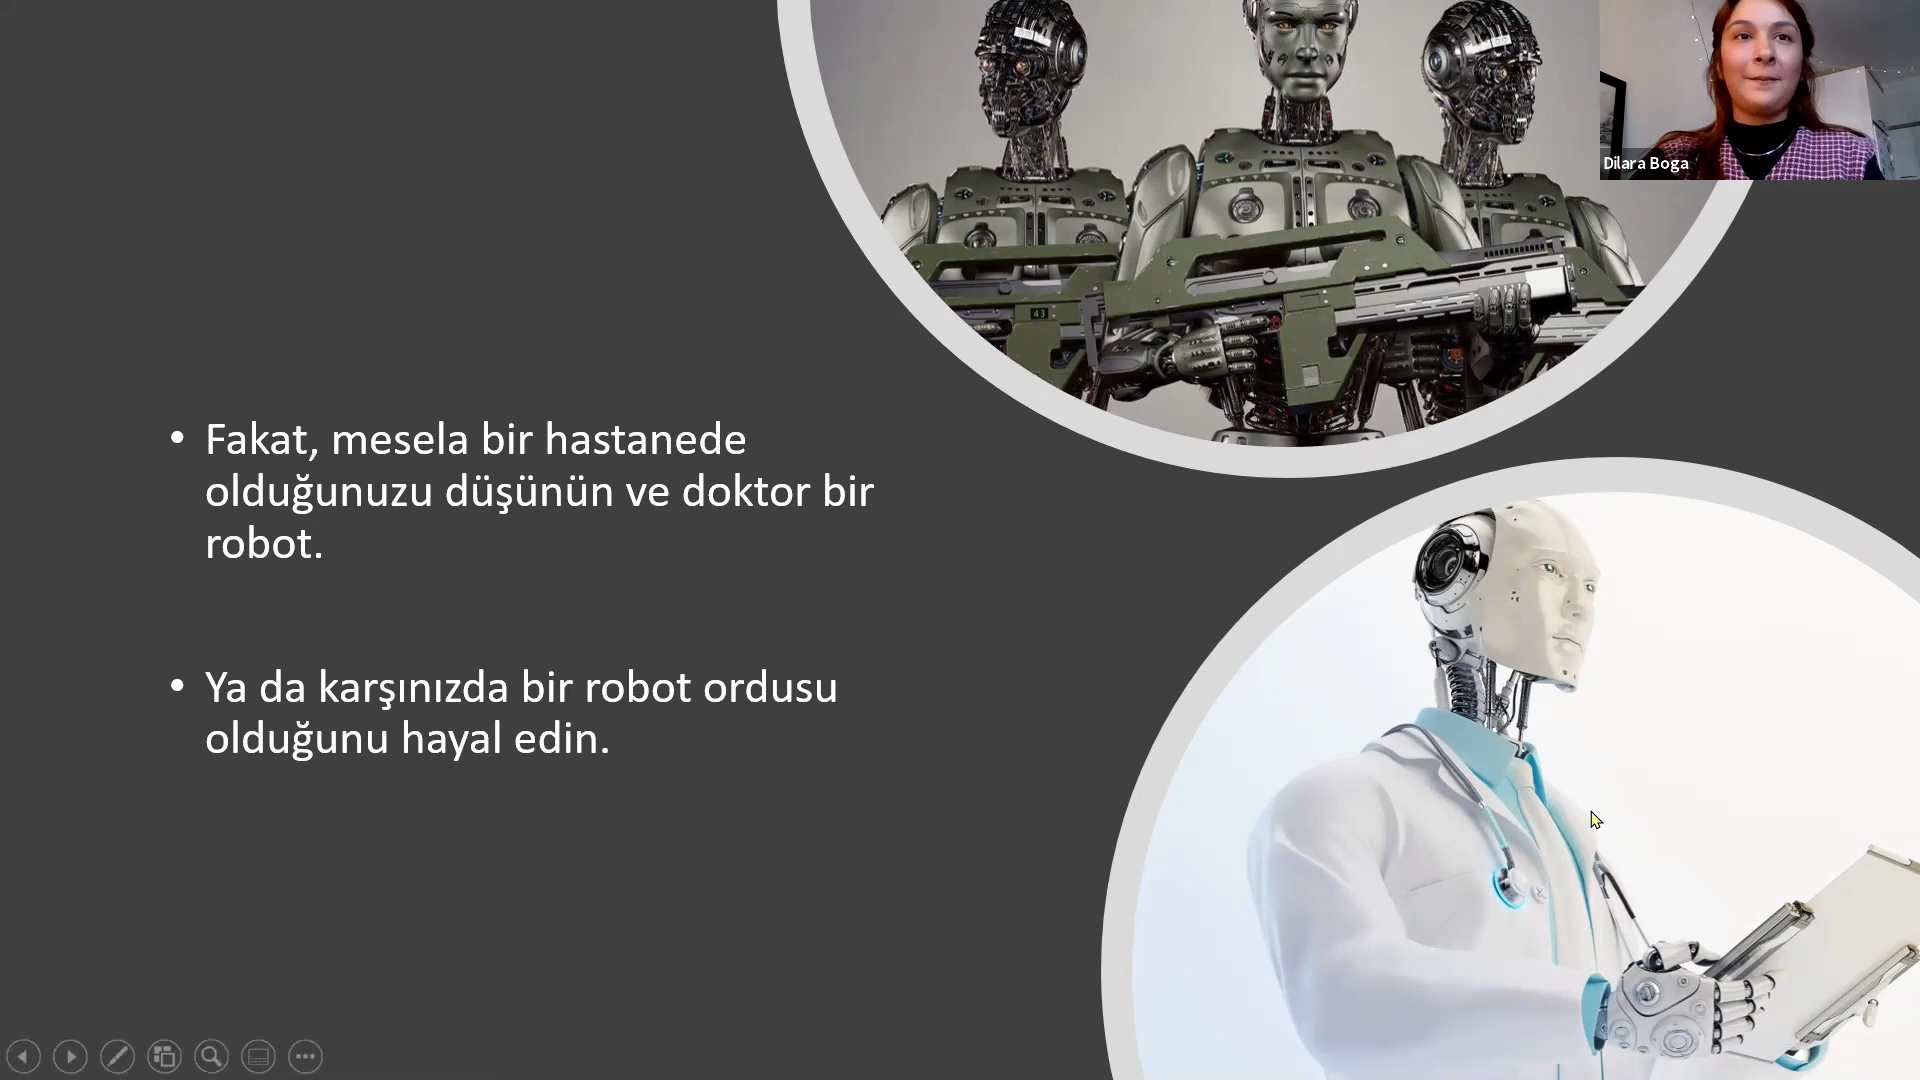 Dilara Boga
• Fakat, mesela bir hastanede
olduğunuzu düşünün ve doktor bir
robot.
• Ya da karşınızda bir robot ordusu
olduğunu hayal edin.
43